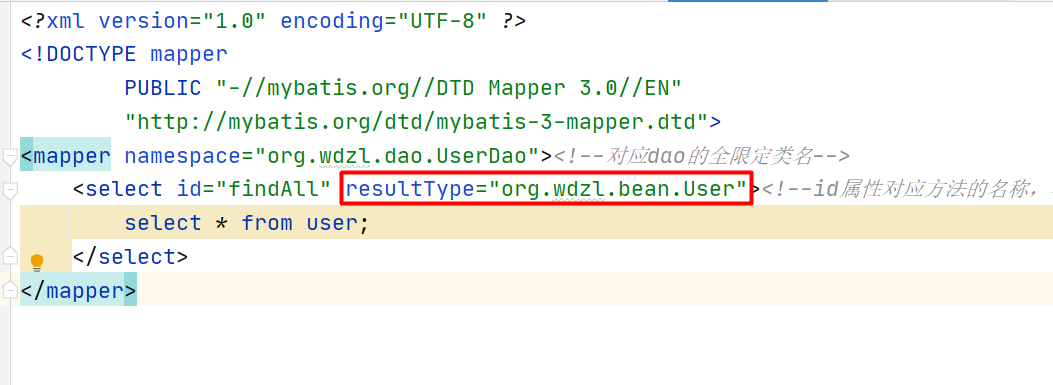 <?xml version="1.0" encoding="UTF-8" ?>
<!DOCTYPE mapper
PUBLIC "-//mybatis.org//DTD Mapper 3.0//EN"
"http://mybatis.org/dtd/mybatis-3-mapper.dtd">
<mapper namespace="org.wdzl.dao.UserDao"><!--对应dao的全限定类名-->
<select id="findAll" resultType="org.wdzl.bean.User"><!--id属性对应方法的名称，
select * from user;
</select>
</mapper>